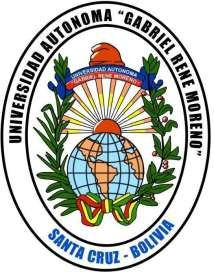 UNIVERSIDAD AUTONOMA "GABRIEL RENE MORENO"
UNIVERSIDAD AUTONOMA
"GABRIEL RENE MORENO"
SANTA CRUZ - BOLIVIA